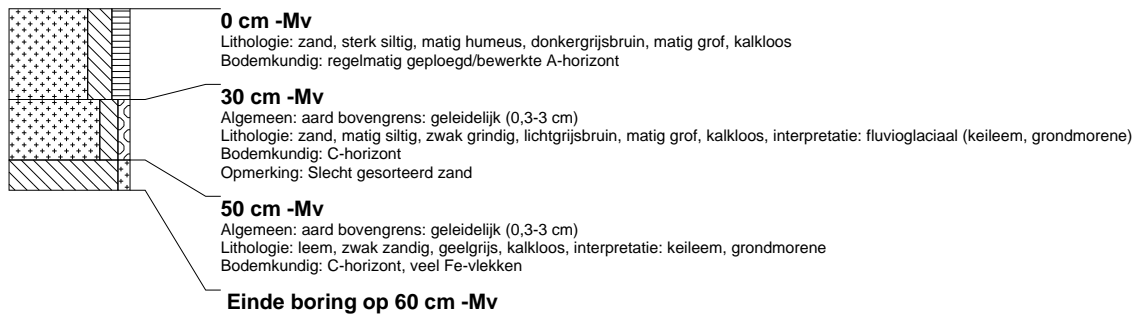 0 cm -Mv
Lithologie: zand, sterk siltig, matig humeus, donkergrijsbruin, matig grof, kalkloos
Bodemkundig: regelmatig geploegd/bewerkte A-horizont
30 cm -Mv
Algemeen: aard bovengrens: geleidelijk (0,3-3 cm)
Lithologie: zand, matig siltig, zwak grindig, lichtgrijsbruin, matig grof, kalkloos, interpretatie: fluvioglaciaal (keileem, grondmorene)
Bodemkundig: C-horizont
Opmerking: Slecht gesorteerd zand
50 cm -Mv
Algemeen: aard bovengrens: geleidelijk (0,3-3 cm)
Lithologie: leem, zwak zandig, geelgrijs, kalkloos, interpretatie: keileem, grondmorene
Bodemkundig: C-horizont, veel Fe-vlekken
Einde boring op 60 cm -Mv